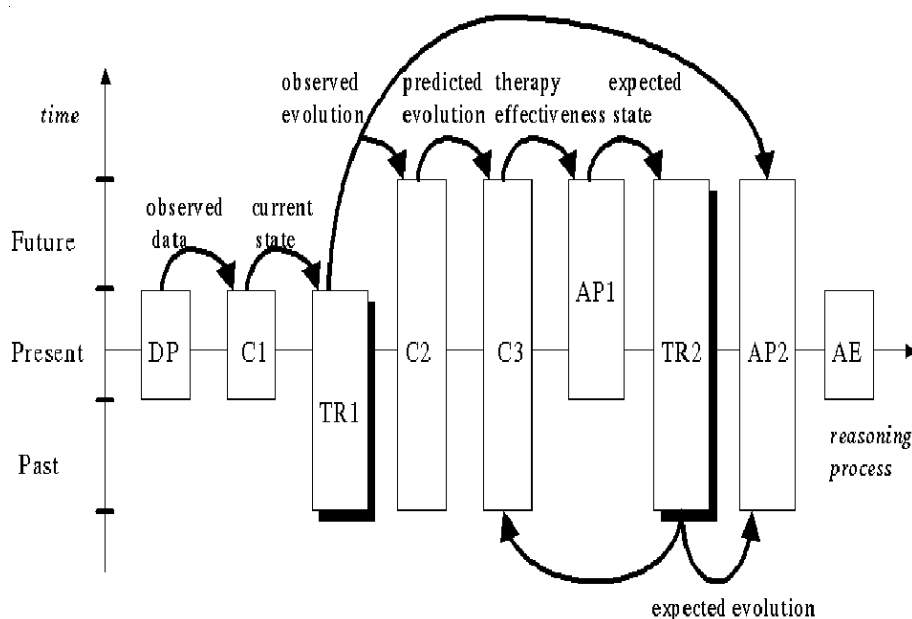 observed
evolution
predicted
evolution
therapy
effectiveness
expected
state
time
observed
data
current
state
Future
Present
Past
DP
C1
TR1
C2
C3
AP1
TR2
AP2
AE
reasoning
process
expected evolution